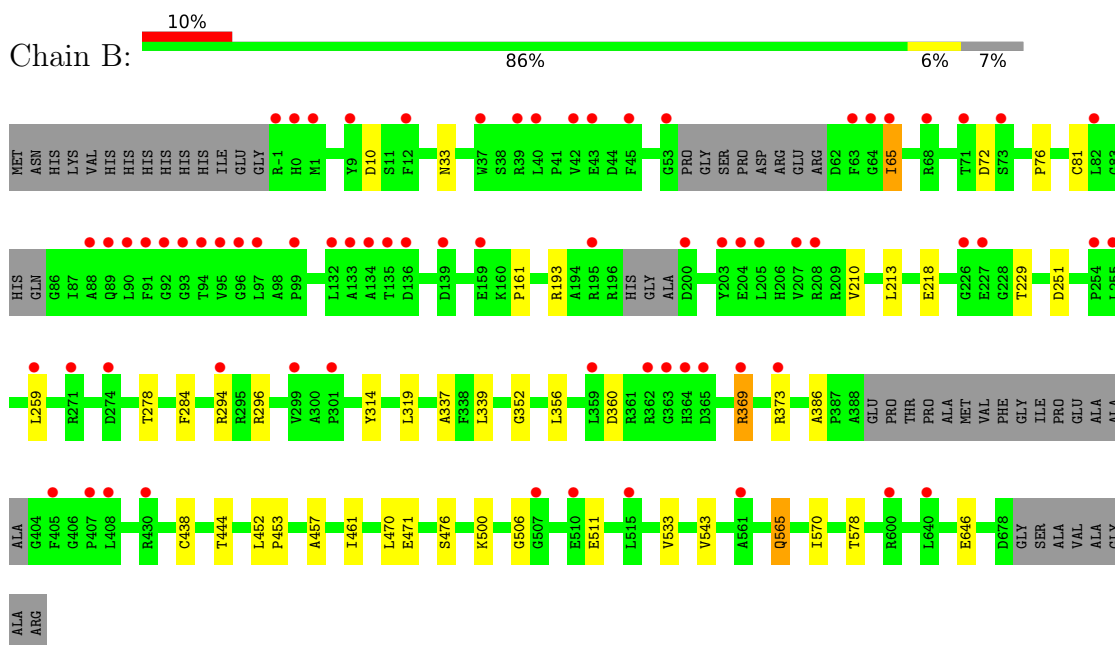 10%
Chain B:
86% 6% 7%
MET ASN HIS LYS VAL HIS HIS HIS HIS HIS HIS ILE GLU GLY R-1 H0 M1 Y9 D10 S11 F12 N33 W37 S38 R39 L40 P41 V42 E43 D44 F45 G53 PRO GLY SER PRO ASP ARG GLU ARG D62 F63 G64 I65 R68 T71 D72 S73 P76 C81 L82 G83
HIS GLN G86 I87 A88 Q89 L90 F91 G92 G93 T94 V95 G96 L97 A98 P99 L132 A133 A134 T135 D136 D139 E159 K160 P161 R193 A194 R195 R196 HIS GLY ALA D200 Y203 E204 L205 K206 H207 V207 R208 R209 V210 L213 E218 G226 E227 G228 T229 D251 P254 L255
L259 R271 D274 T278 F284 R294 R295 R296 V299 A300 P301 Y314 L319 A337 F338 L339 G352 L356 L359 D360 R361 R362 G363 H364 D365 R369 R373 A386 P387 A388 GLU PRO THR PRO ALA MET VAL PHE GLY ILE PRO GLU ALA ALA
ALA G404 F405 G406 P407 L408 R430 C438 T444 L452 P453 A457 I461 L470 E471 S476 K500 G506 G507 E510 E511 L515 V533 V543 A561 Q565 I570 T578 R600 L640 E646 D678 GLY SER ALA VAL ALA GLY
ALA ARG